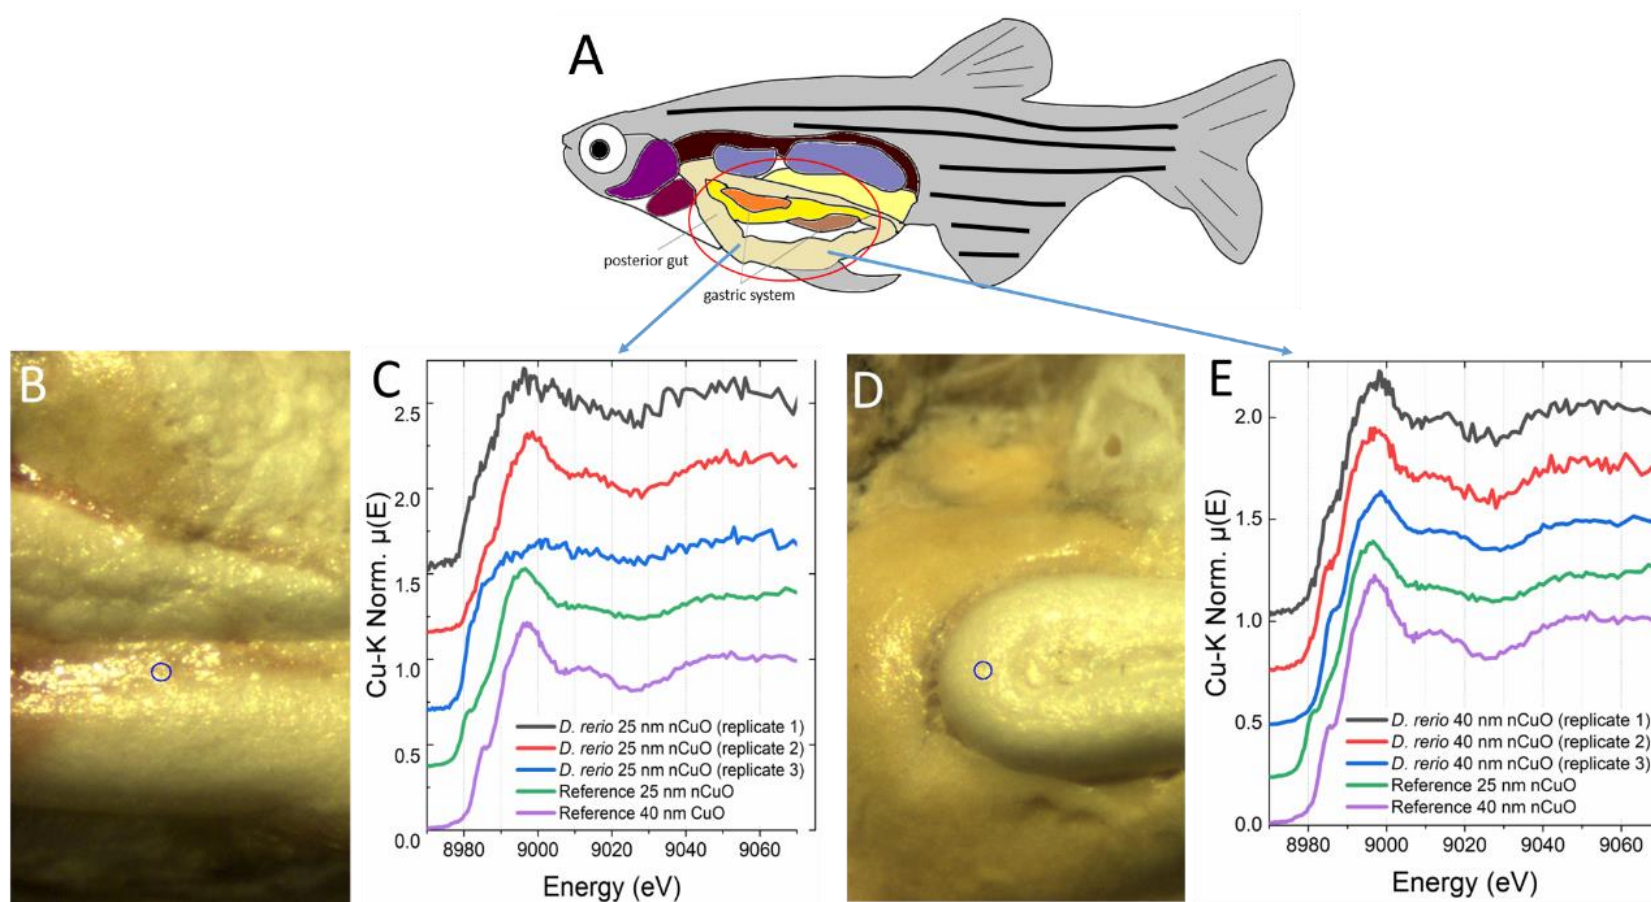 A
posterior gut
gastric system
B
C
2.5
2.0
1.5
1.0
0.5
0.0
Cu-K Norm. μ(E)
D. rerio 25 nm nCuO (replicate 1)
D. rerio 25 nm nCuO (replicate 2)
D. rerio 25 nm nCuO (replicate 3)
Reference 25 nm nCuO
Reference 40 nm CuO
8980 9000 9020 9040 9060
Energy (eV)
D
E
2.0
1.5
1.0
0.5
0.0
Cu-K Norm. μ(E)
D. rerio 40 nm nCuO (replicate 1)
D. rerio 40 nm nCuO (replicate 2)
D. rerio 40 nm nCuO (replicate 3)
Reference 25 nm nCuO
Reference 40 nm nCuO
8980 9000 9020 9040 9060
Energy (eV)